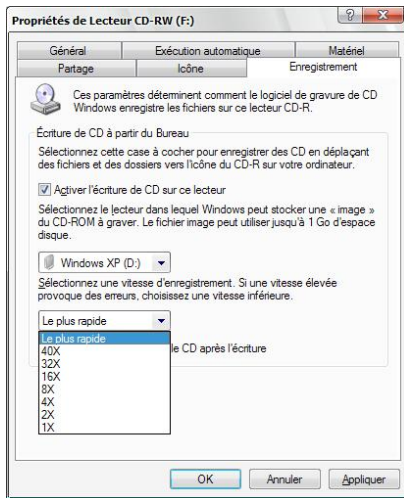 Propriétés de Lecteur CD-RW (F:)
Général
Exécution automatique
Matériel
Partage
Icône
Enregistrement
Ces paramètres déterminent comment le logiciel de gravure de CD
Windows enregistre les fichiers sur ce lecteur CD-R.
Écriture de CD à partir du Bureau
Sélectionnez cette case à cocher pour enregistrer des CD en déplaçant
des fichiers et des dossiers vers l'icône du CD-R sur votre ordinateur.
Activer l'écriture de CD sur ce lecteur
Sélectionnez le lecteur dans lequel Windows peut stocker une « image »
du CD-ROM à graver. Le fichier image peut utiliser jusqu'à 1 Go d'espace
disque.
Windows XP (D:)
Sélectionnez une vitesse d'enregistrement. Si une vitesse élevée
provoque des erreurs, choisissez une vitesse inférieure.
Le plus rapide
Le plus rapide
40X
32X
le CD après l'écriture
16X
8X
4X
2X
1X
OK
Annuler
Appliquer